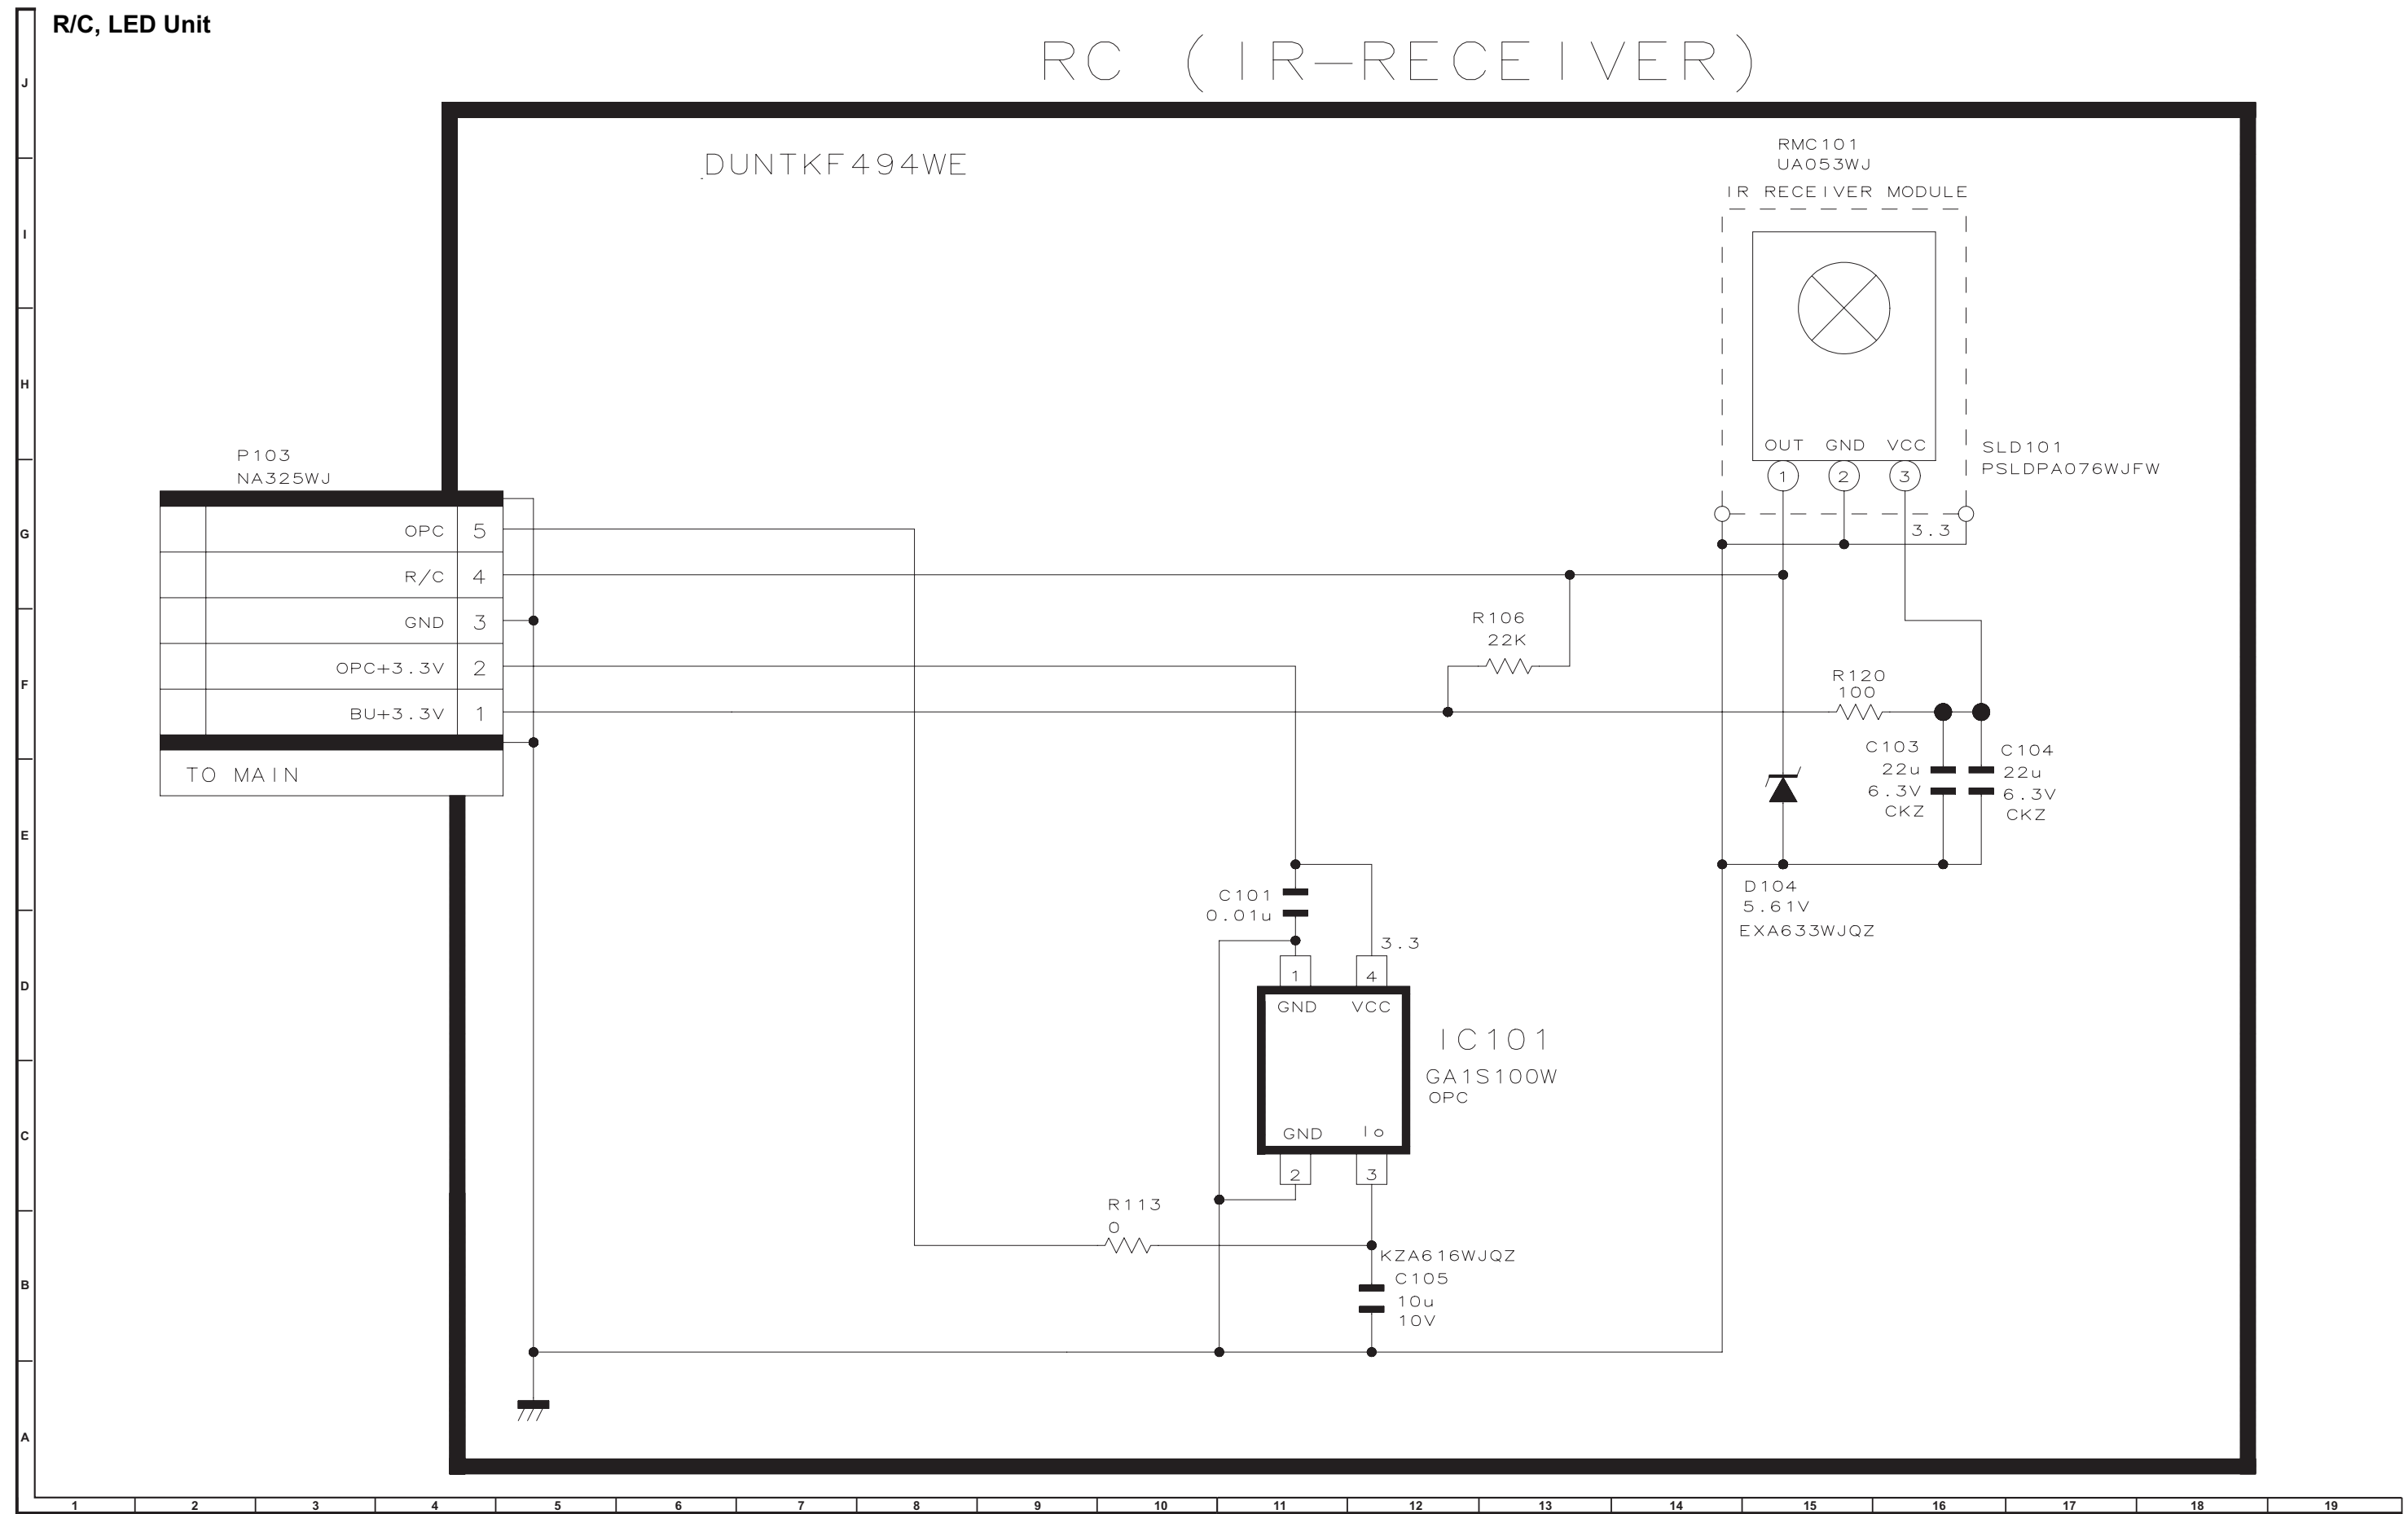 R/C, LED Unit
RC (IR-RECEIVER)
J
I
H
G
F
E
D
C
B
A
DUNTKF494WE
RMC101
UA053WJ
IR RECEIVER MODULE
OUT GND VCC
1 2 3
3.3
SLD101
PSLDPA076WJFW
P103
NA325WJ
OPC 5
R/C 4
GND 3
OPC+3.3V 2
BU+3.3V 1
TO MAIN
R106
22K
R120
100
C103
22u
6.3V
CKZ
C104
22u
6.3V
CKZ
D104
5.61V
EXA633WJQZ
C101
0.01u
3.3
1 4
GND VCC
IC101
GA1S100W
OPC
GND Io
2 3
R113
0
KZA616WJQZ
C105
10u
10V
1 2 3 4 5 6 7 8 9 10 11 12 13 14 15 16 17 18 19